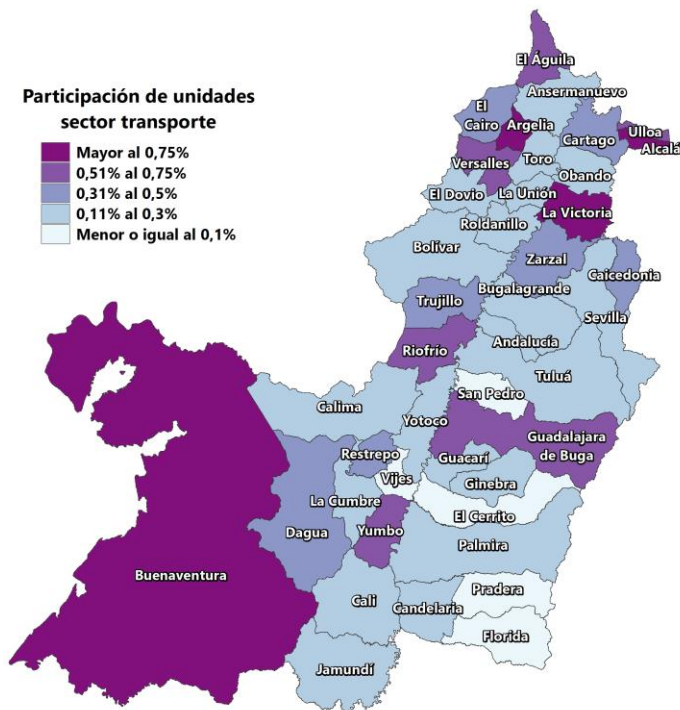 Participación de unidades
sector transporte
Mayor al 0,75%
0,51% al 0,75%
0,31% al 0,5%
0,11% al 0,3%
Menor o igual al 0,1%
El Águila
Ansermanuevo
El
Cairo
Argelia
Cartago
Ulloa
Alcalá
Versalles
Toro
Obando
El Dovio
La Unión
La Victoria
Roldanillo
Bolívar
Zarzal
Caicedonia
Bugalagrande
Trujillo
Sevilla
Andalucía
Riofrío
Tuluá
San Pedro
Calima
Yotoco
Guadalajara
de Buga
Restrepo
Guacarí
Vijes
Ginebra
La Cumbre
El Cerrito
Dagua
Yumbo
Palmira
Buenaventura
Pradera
Cali
Candelaria
Florida
Jamundí